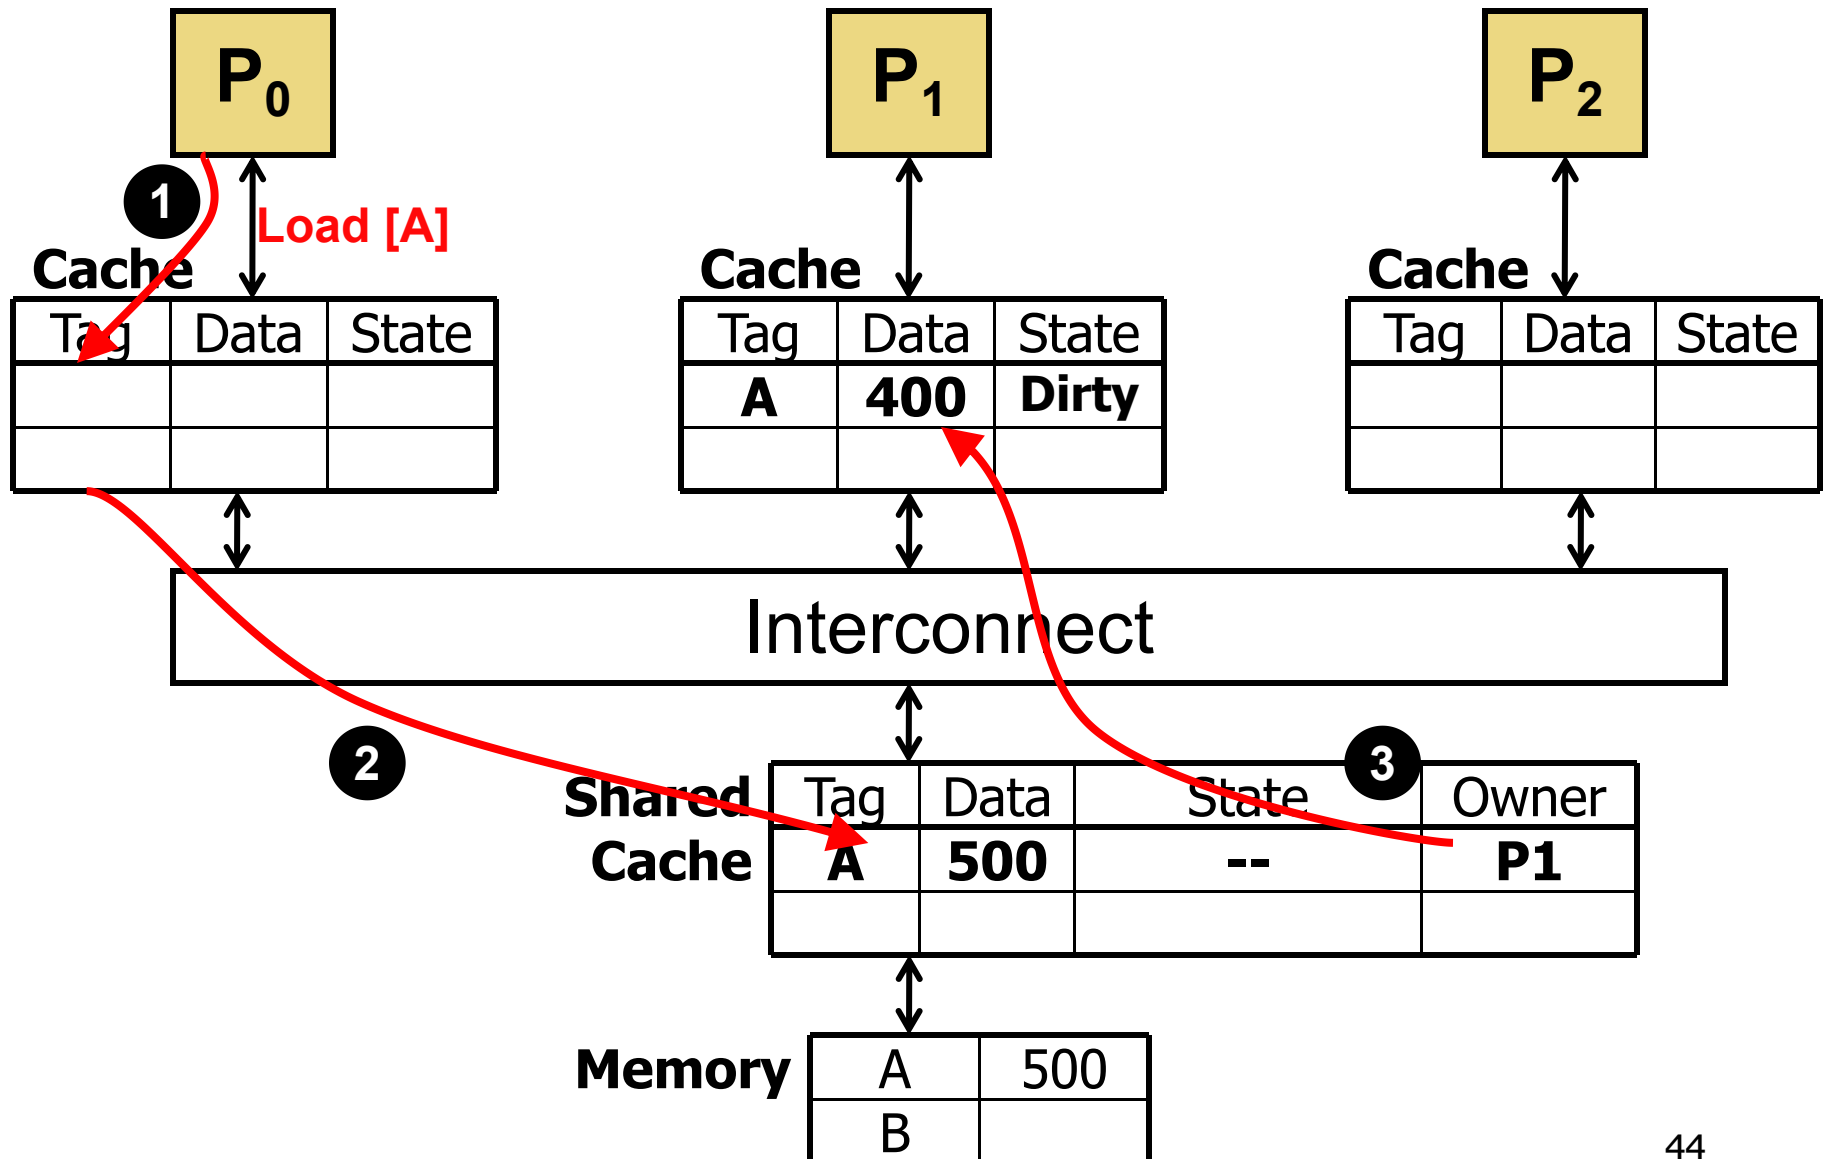 P0 P1 P2
1
Load [A]
Cache Cache Cache
Tag Data State Tag Data State Tag Data State
A 400 Dirty
Interconnect
2 3
Shared Tag Data State Owner
Cache A 500 -- P1
Memory A 500
B
44